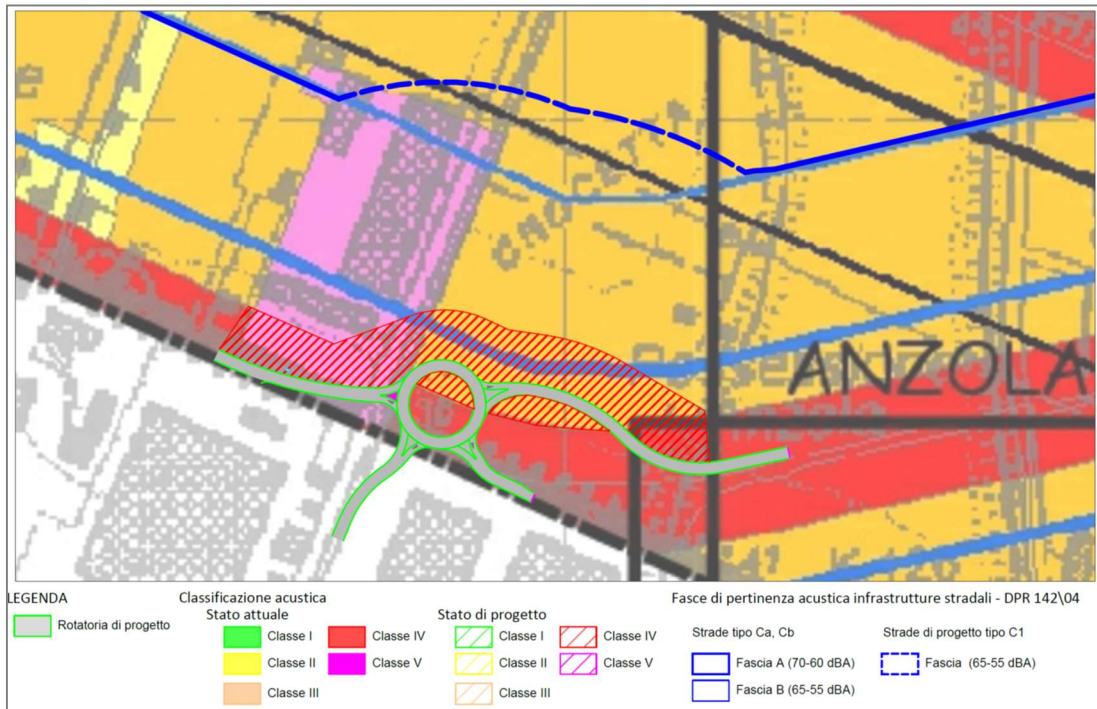 ANZOLA
LEGENDA
Rotatoria di progetto
Classificazione acustica
Stato attuale
Classe I
Classe II
Classe III
Classe IV
Classe V
Stato di progetto
Classe I
Classe II
Classe III
Classe IV
Classe V
Fasce di pertinenza acustica infrastrutture stradali - DPR 142\04
Strade tipo Ca, Cb
Fascia A (70-60 dBA)
Fascia B (65-55 dBA)
Strade di progetto tipo C1
Fascia (65-55 dBA)